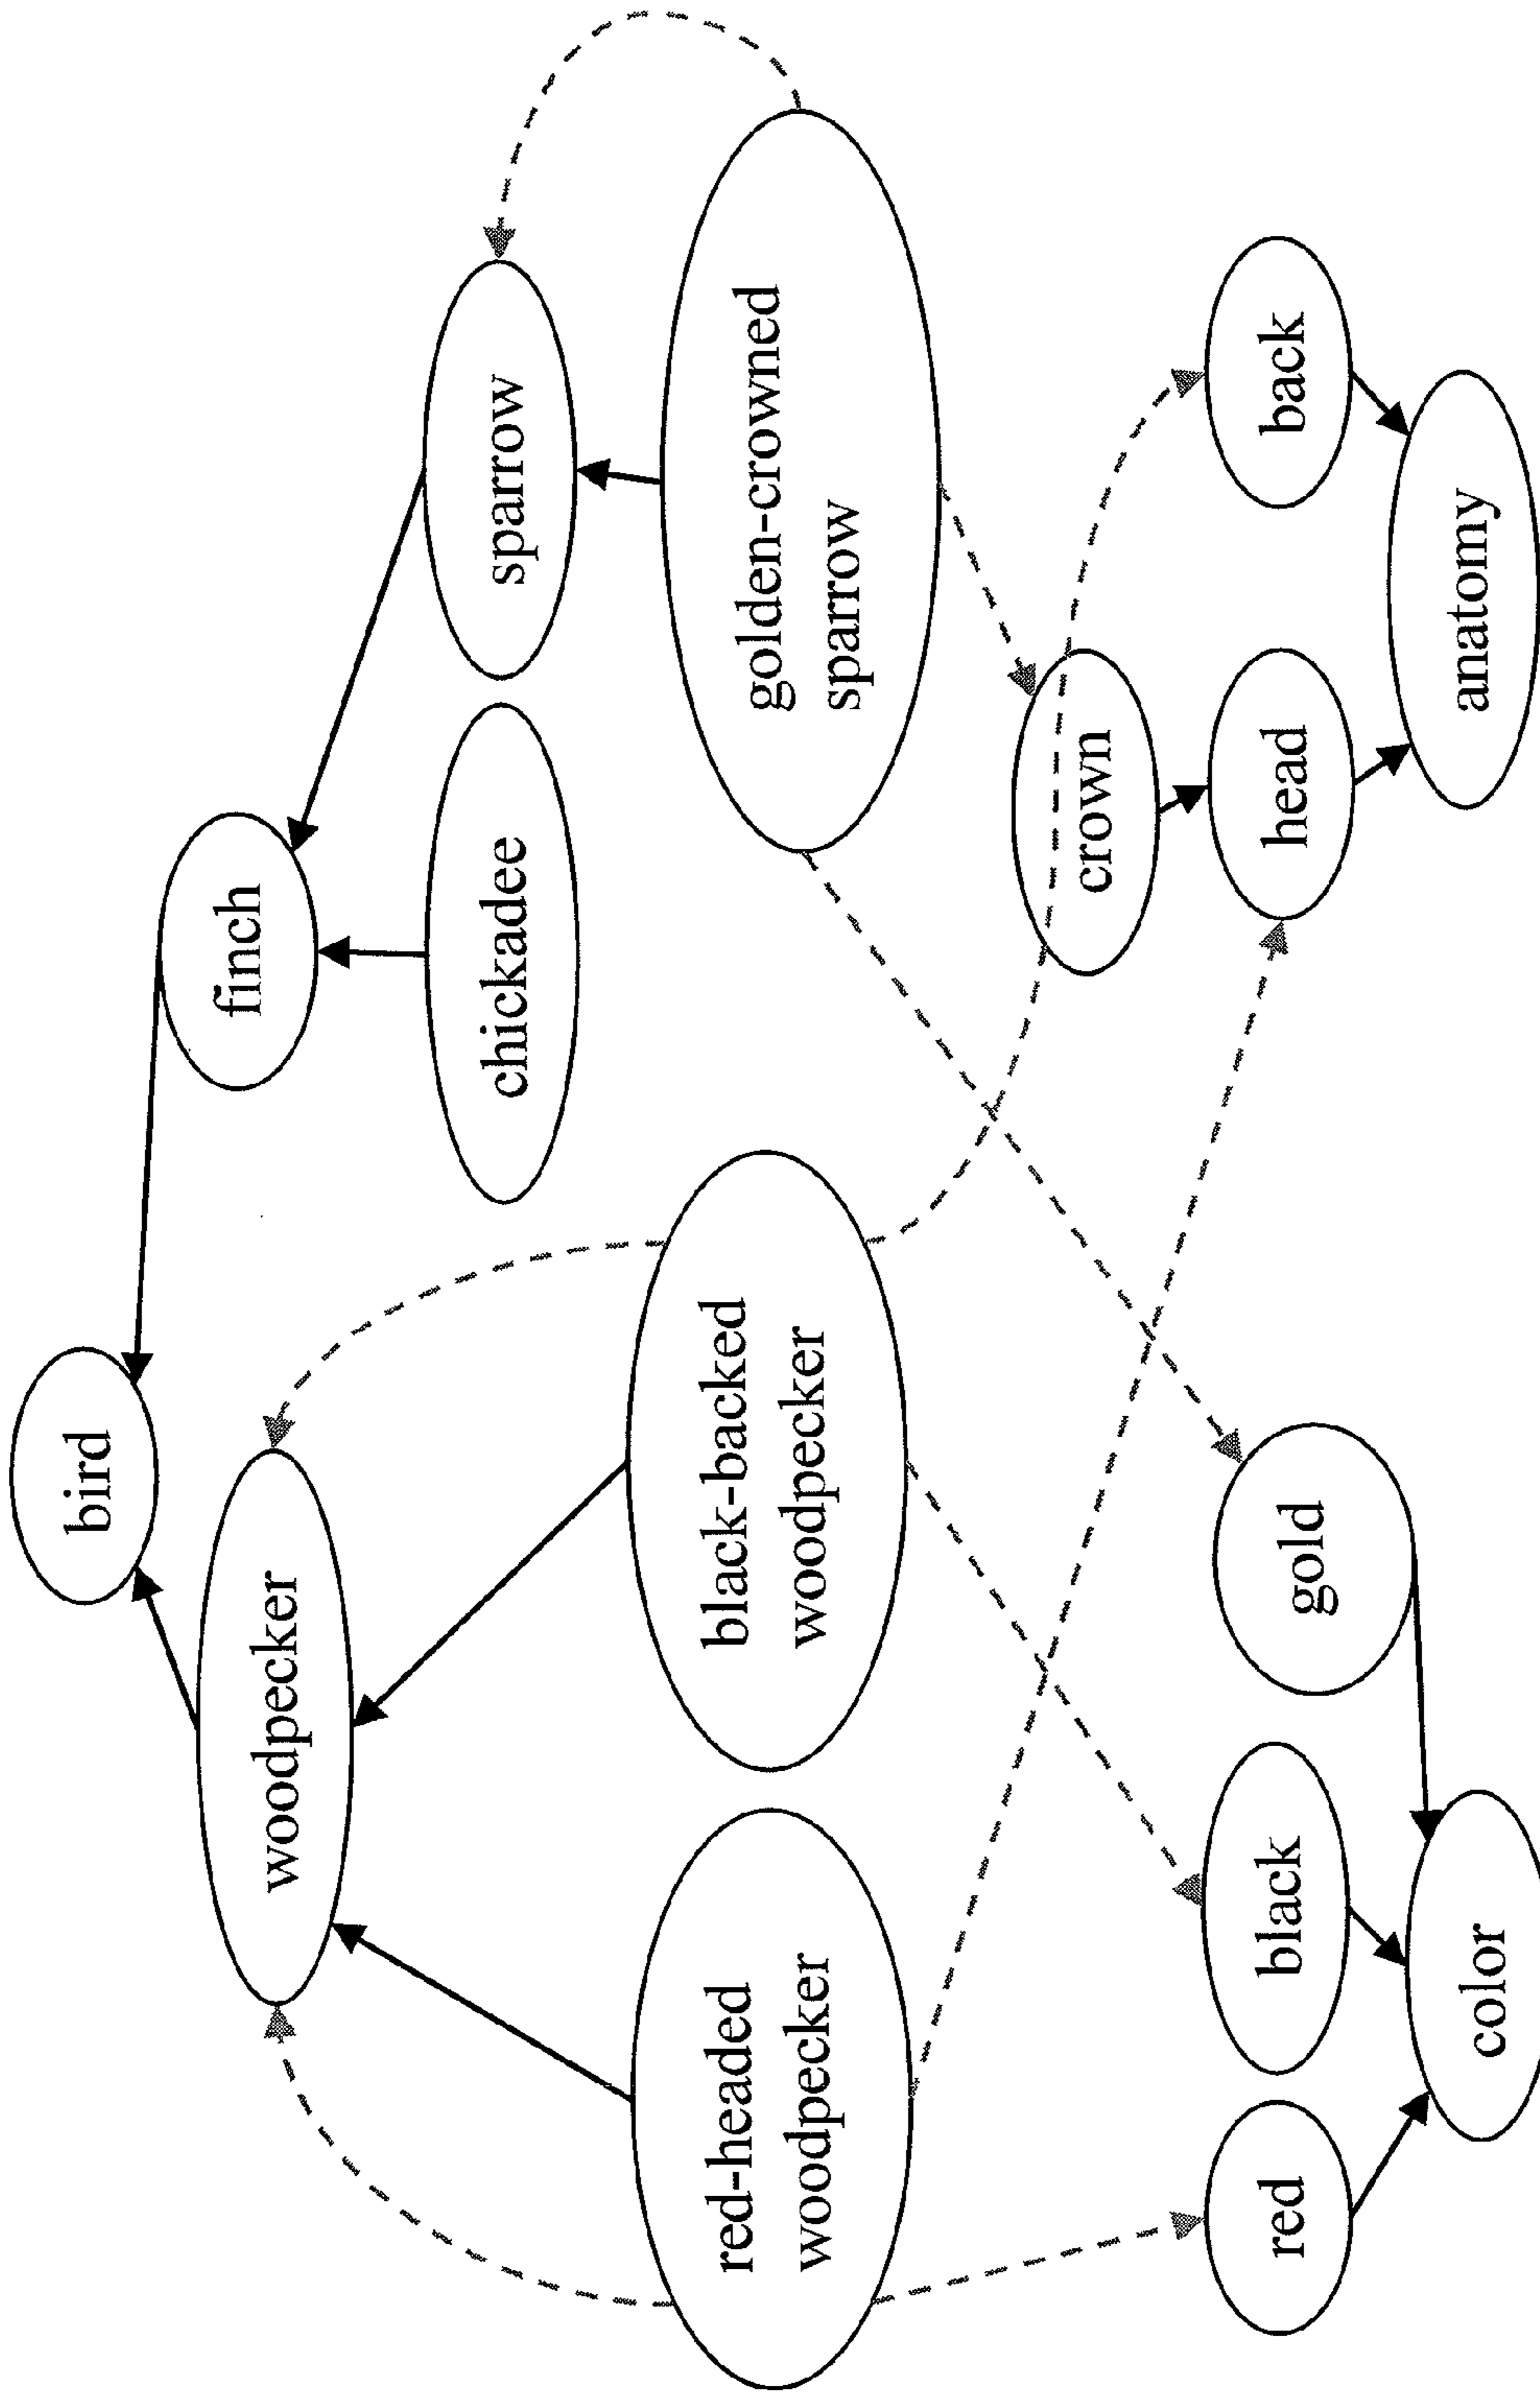 bird
woodpecker
finch
red-headed
woodpecker
black-backed
woodpecker
chickadee
sparrow
golden-crowned
sparrow
red
black
gold
crown
head
back
color
anatomy